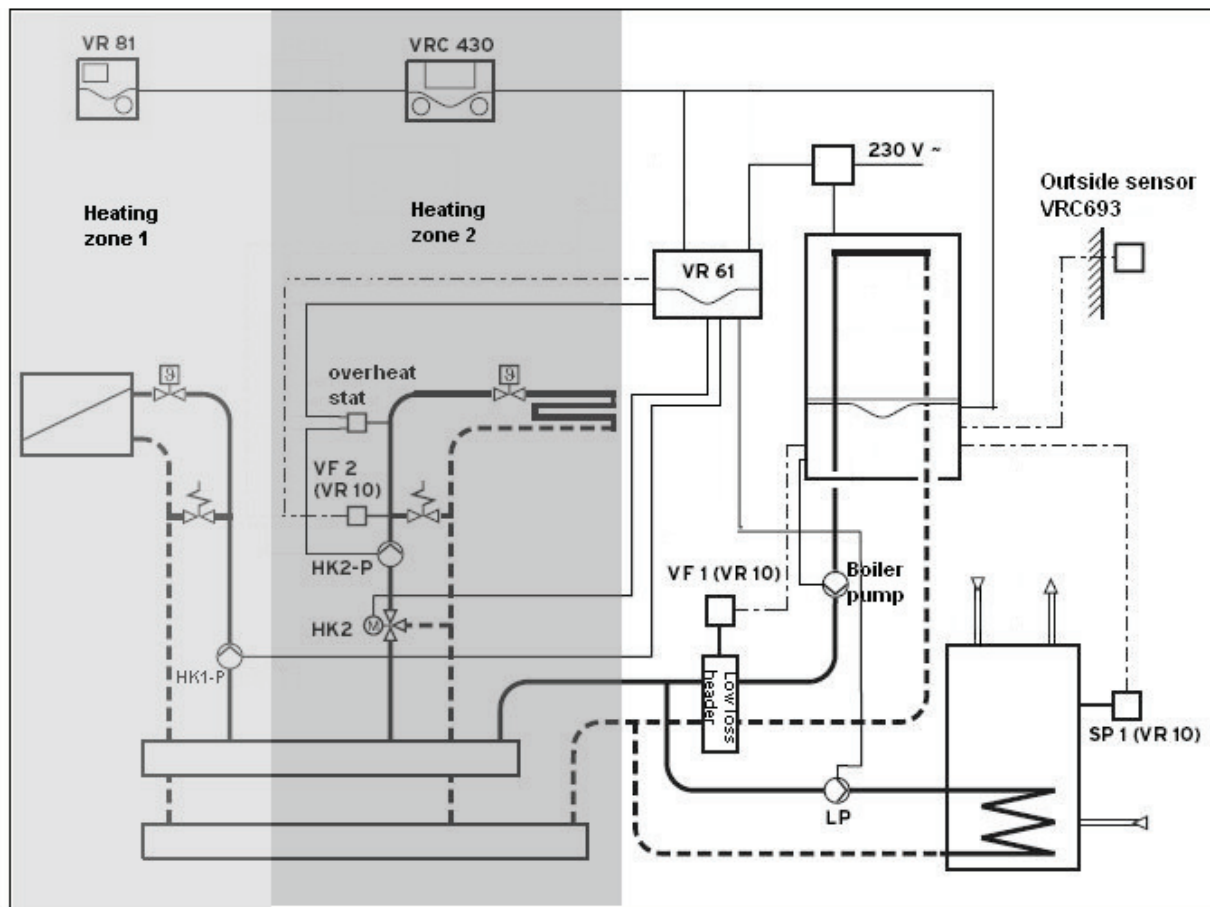 VR 81
VRC 430
230 V ~
Outside sensor
VRC693
Heating
zone 1
Heating
zone 2
VR 61
overheat
stat
VF 2
(VR 10)
HK2-P
VF 1 (VR 10)
Boiler
pump
HK2
M
HK1-P
Low loss
header
SP 1 (VR 10)
LP